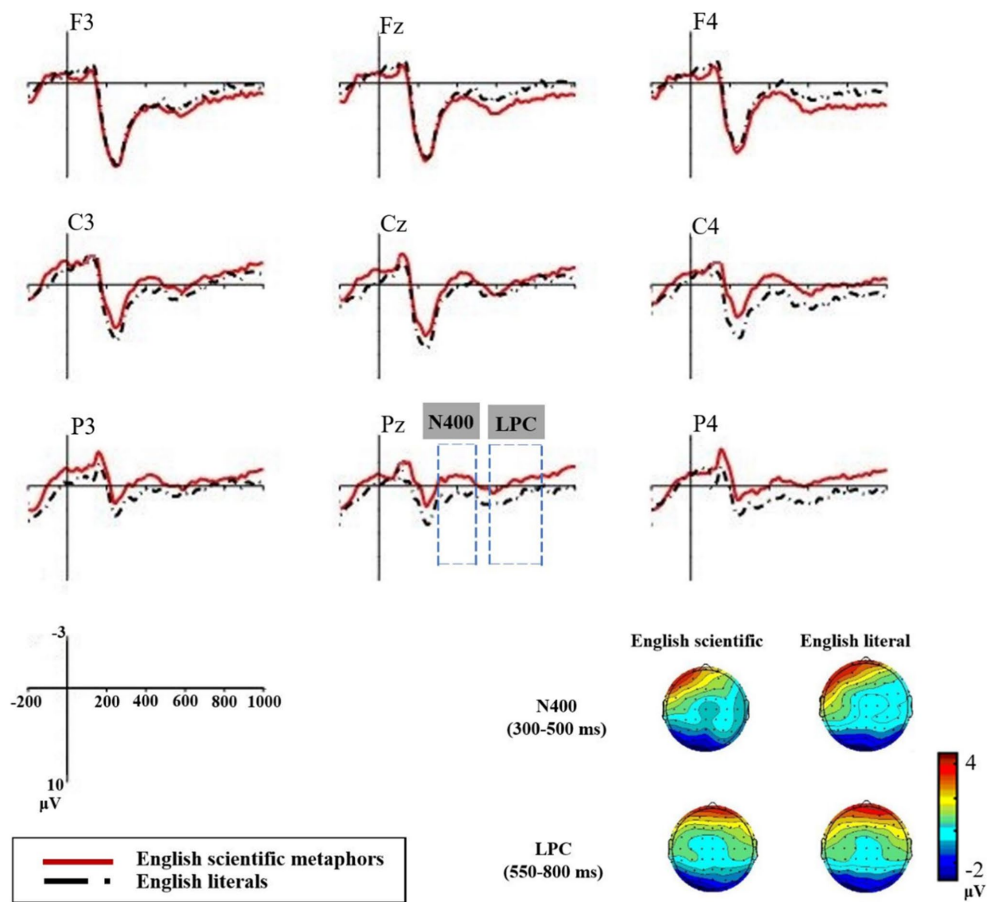 F3 Fz F4
C3 Cz C4
P3 Pz N400 LPC P4
-3
-200 200 400 600 800 1000
10
μV
English scientific English literal
N400
(300-500 ms)
LPC
(550-800 ms)
4
-2
μV
English scientific metaphors
English literals